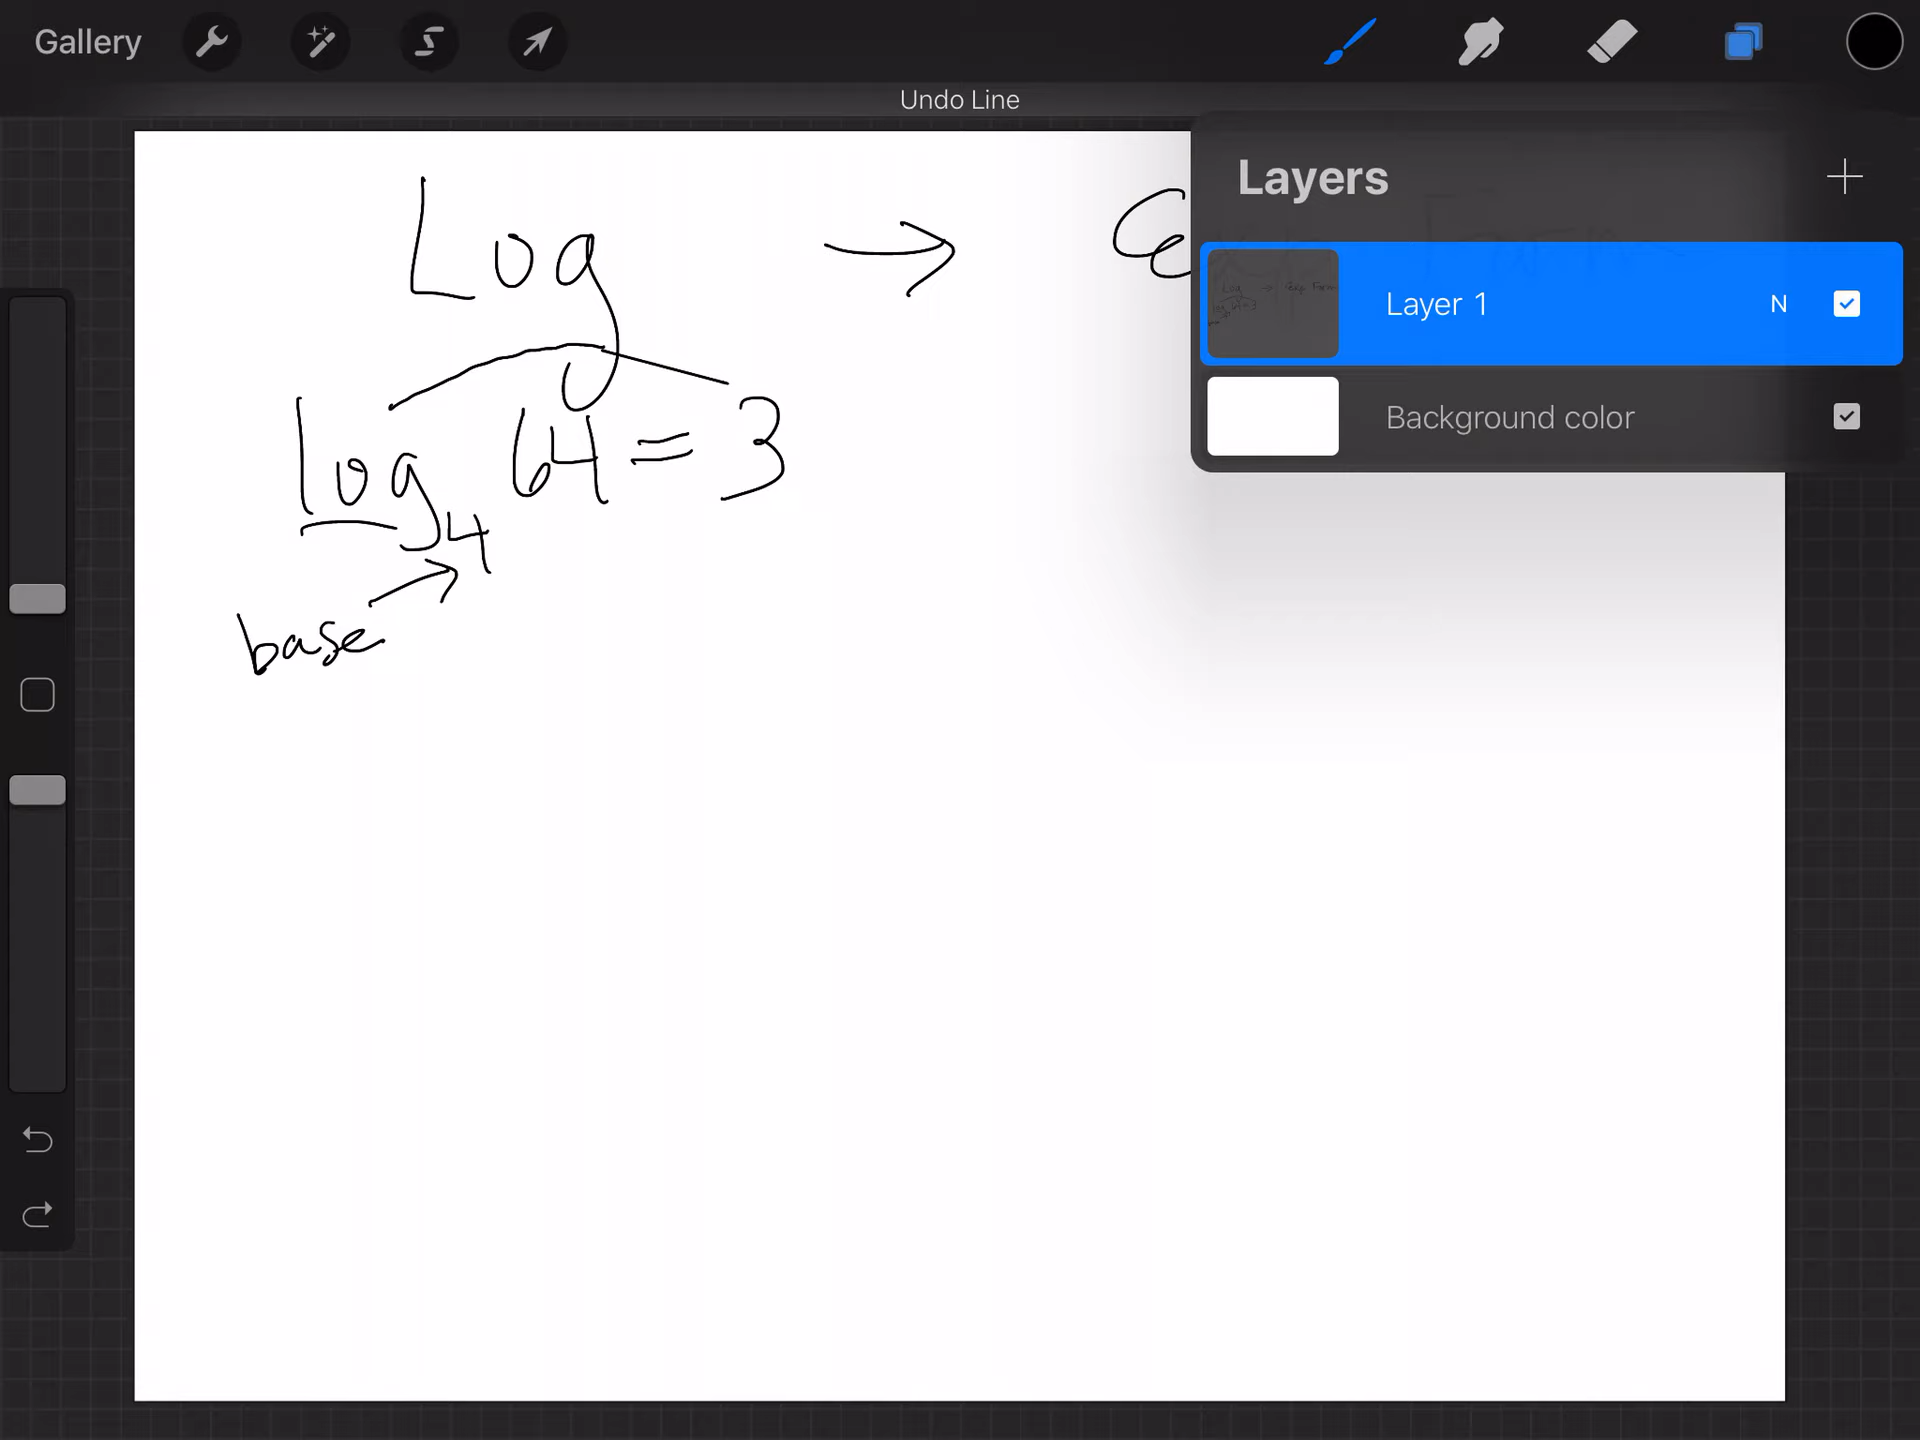 Gallery
Undo Line
Layers
Layer 1 N
Background color
Log →
log₄ 64 = 3
base